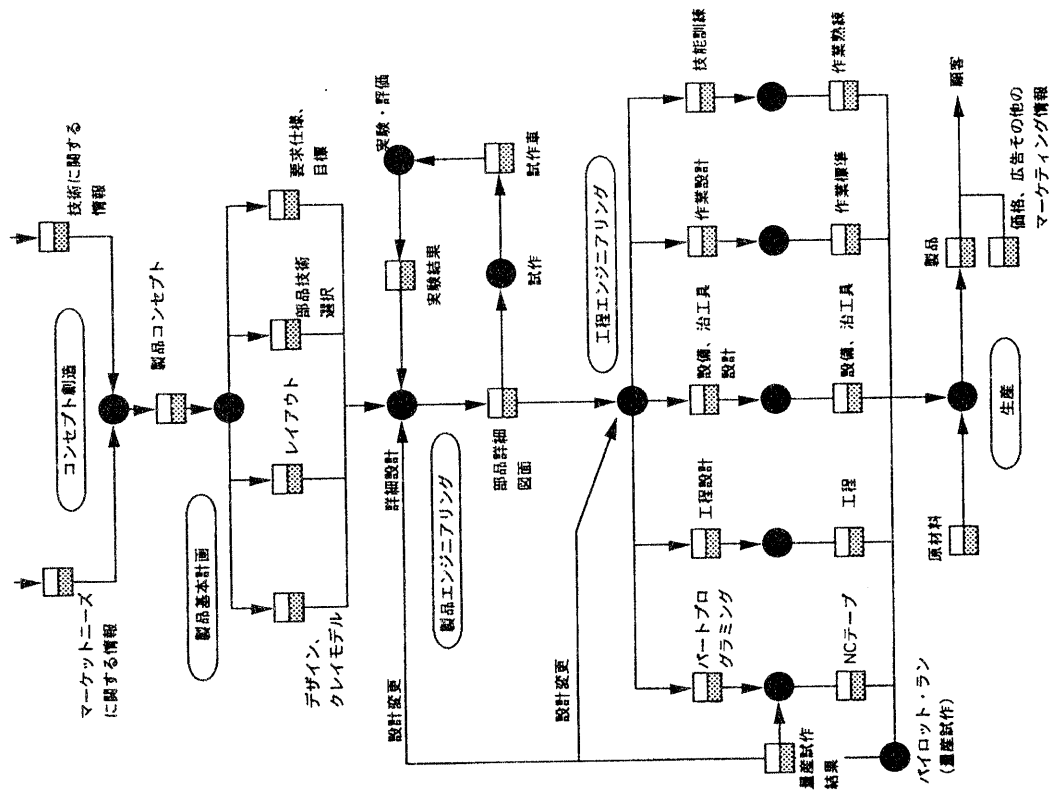 マーケットニーズ
に関する情報
技術に関する
情報
コンセプト創造
製品コンセプト
製品基本計画
デザイン、
クレイモデル
レイアウト
部品技術
選択
要求仕様、
目標
設計変更
詳細設計
製品エンジニアリング
実験・評価
実験結果
部品詳細
図面
試作
試作車
設計変更
工程エンジニアリング
パートプロ
グラミング
工程設計
設備、治工具
設計
作業設計
技能訓練
量産試作
結果
NCテープ
工程
設備、治工具
作業標準
作業熟練
パイロット・ラン
(量産試作)
原材料
生産
製品
顧客
価格、広告その他の
マーケティング情報